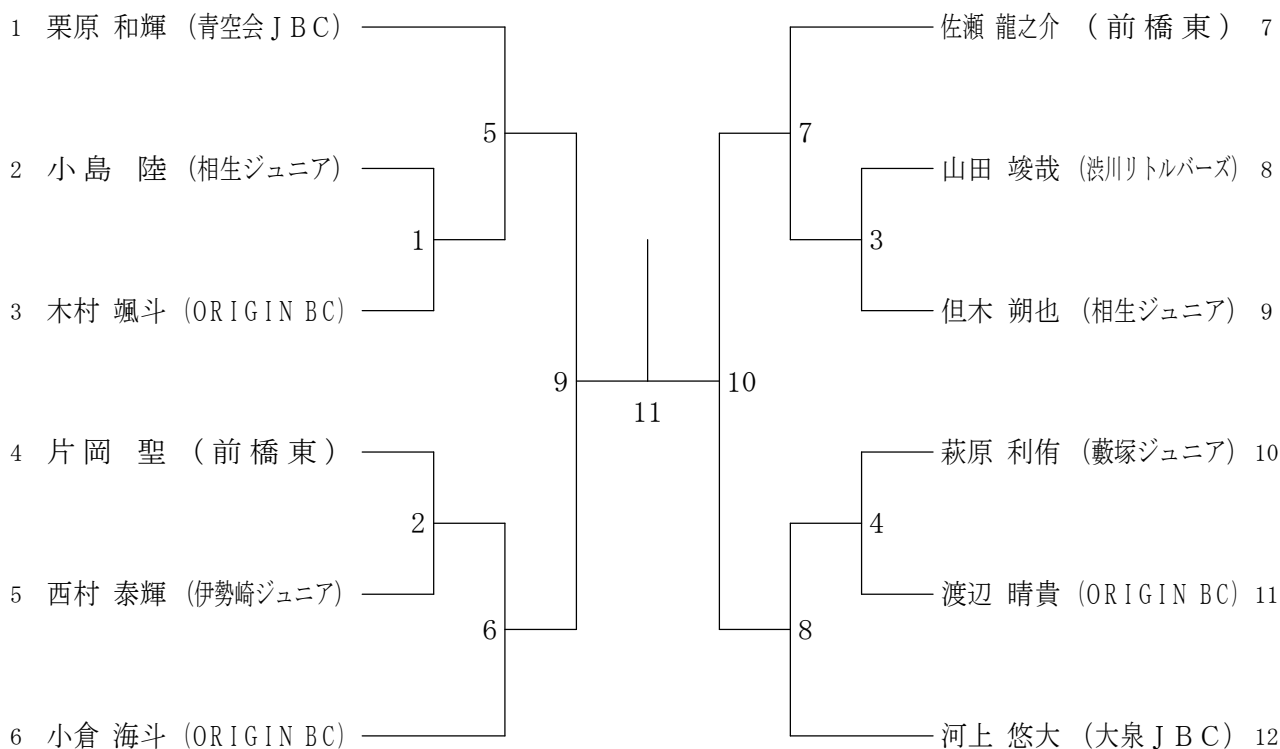 1 栗原 和輝 (青空会ＪＢＣ)
5
2 小島 陸 (相生ジュニア)
1
3 木村 颯斗 (ORIGIN BC)
9
4 片岡 聖 (前橋東)
2
5 西村 泰輝 (伊勢崎ジュニア)
6
6 小倉 海斗 (ORIGIN BC)
11
佐瀬 龍之介 (前橋東) 7
7
山田 竣哉 (渋川リトルバーズ) 8
3
但木 朔也 (相生ジュニア) 9
10
萩原 利侑 (藪塚ジュニア) 10
4
渡辺 晴貴 (ORIGIN BC) 11
8
河上 悠大 (大泉ＪＢＣ) 12